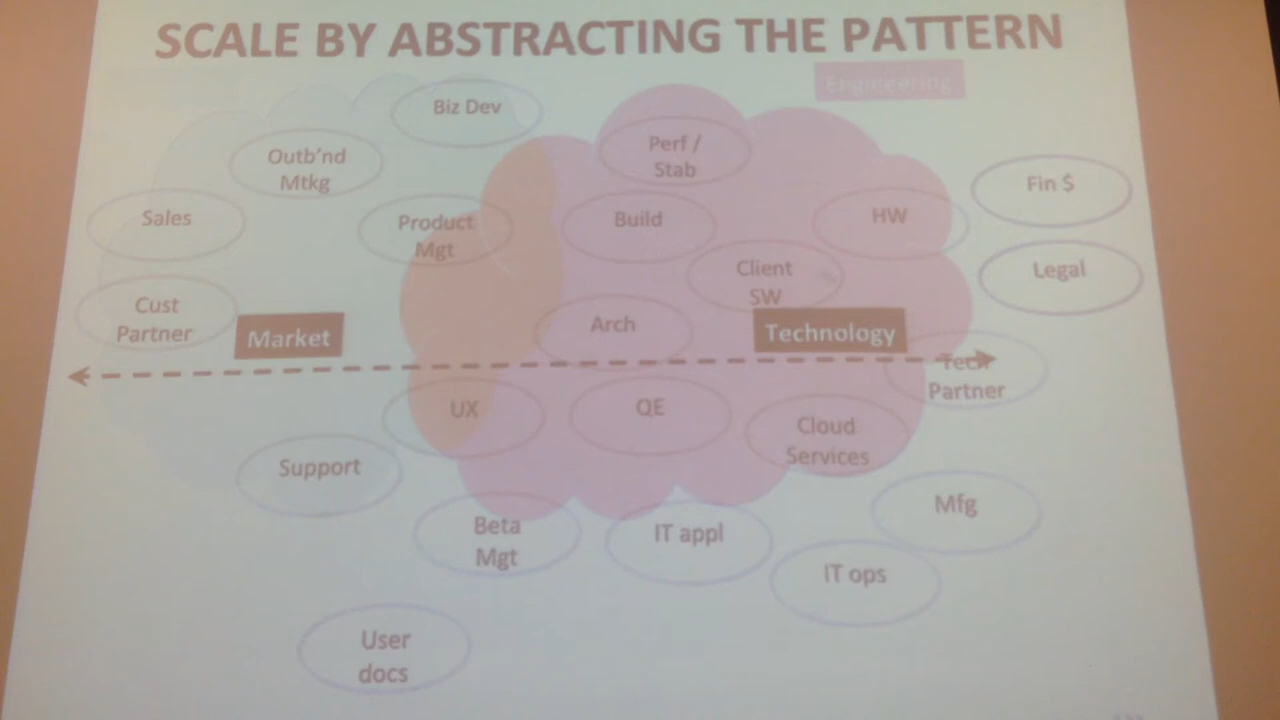 SCALE BY ABSTRACTING THE PATTERN
Engineering
Biz Dev
Outb'nd
Mtkg
Perf /
Stab
Fin $
Sales
Product
Mgt
Build
HW
Client
SW
Legal
Cust
Partner
Market
Arch
Technology
Tech
Partner
UX
QE
Cloud
Services
Support
Beta
Mgt
IT appl
Mfg
IT ops
User
docs